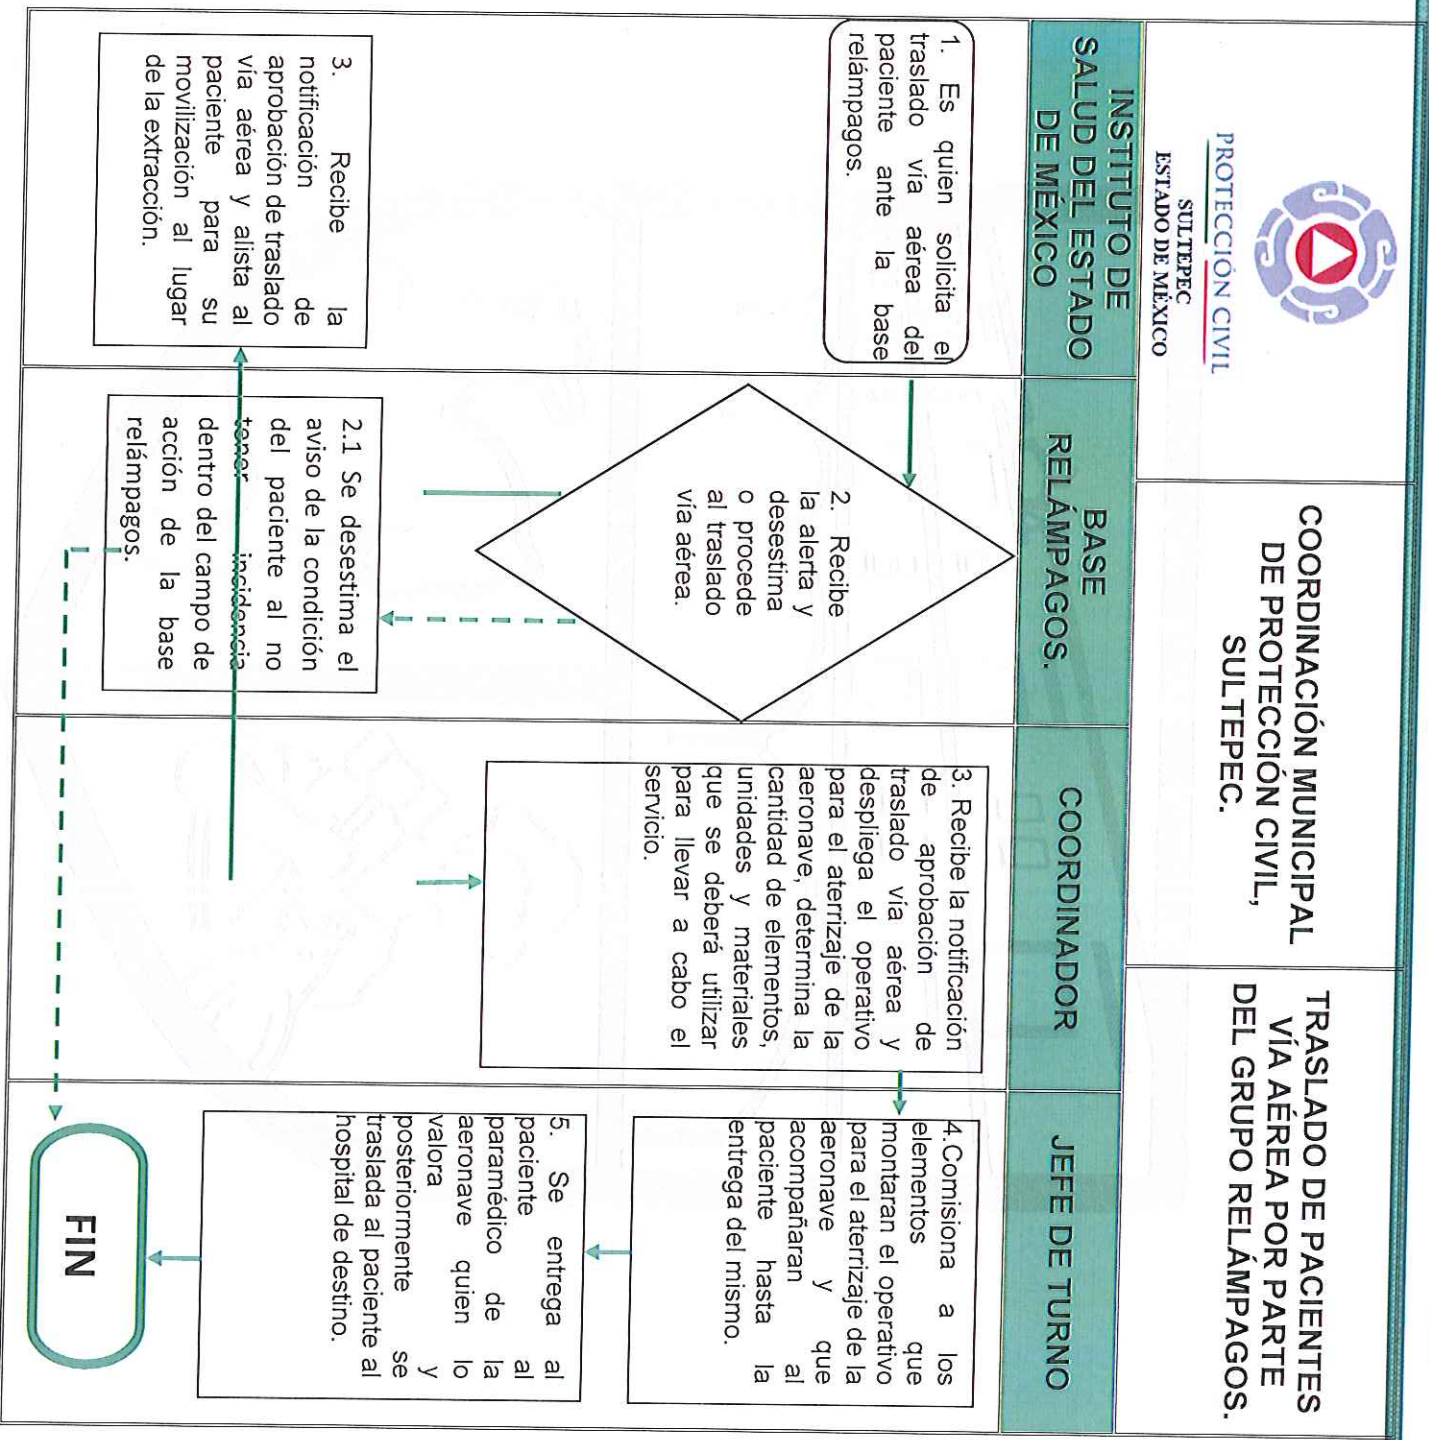 PROTECCIÓN CIVIL
SULTEPEC
ESTADO DE MÉXICO
COORDINACIÓN MUNICIPAL
DE PROTECCIÓN CIVIL,
SULTEPEC.
TRASLADO DE PACIENTES
VÍA AÉREA POR PARTE
DEL GRUPO RELÁMPAGOS.
INSTITUTO DE
SALUD DEL ESTADO
DE MÉXICO
BASE
RELÁMPAGOS.
COORDINADOR
JEFE DE TURNO
1. Es quien solicita el
traslado vía aérea del
paciente ante la base
relámpagos.
2. Recibe
la alerta y
desestima
o procede
al traslado
vía aérea.
2.1 Se desestima el
aviso de la condición
del paciente al no
tener incidencia
dentro del campo de
acción de la base
relámpagos.
3. Recibe la
notificación de
aprobación de traslado
vía aérea y alista al
paciente para su
movilización al lugar
de la extracción.
3. Recibe la notificación
de aprobación de
traslado vía aérea y
despliega el operativo
para el aterrizaje de la
aeronave, determina la
cantidad de elementos,
unidades y materiales
que se deberá utilizar
para llevar a cabo el
servicio.
4.Comisiona a los
elementos que
montaran el operativo
para el aterrizaje de la
aeronave y que
acompañaran al
paciente hasta la
entrega del mismo.
5. Se entrega al
paciente al
paramédico de la
aeronave quien lo
valora y
posteriormente se
traslada al paciente al
hospital de destino.
FIN